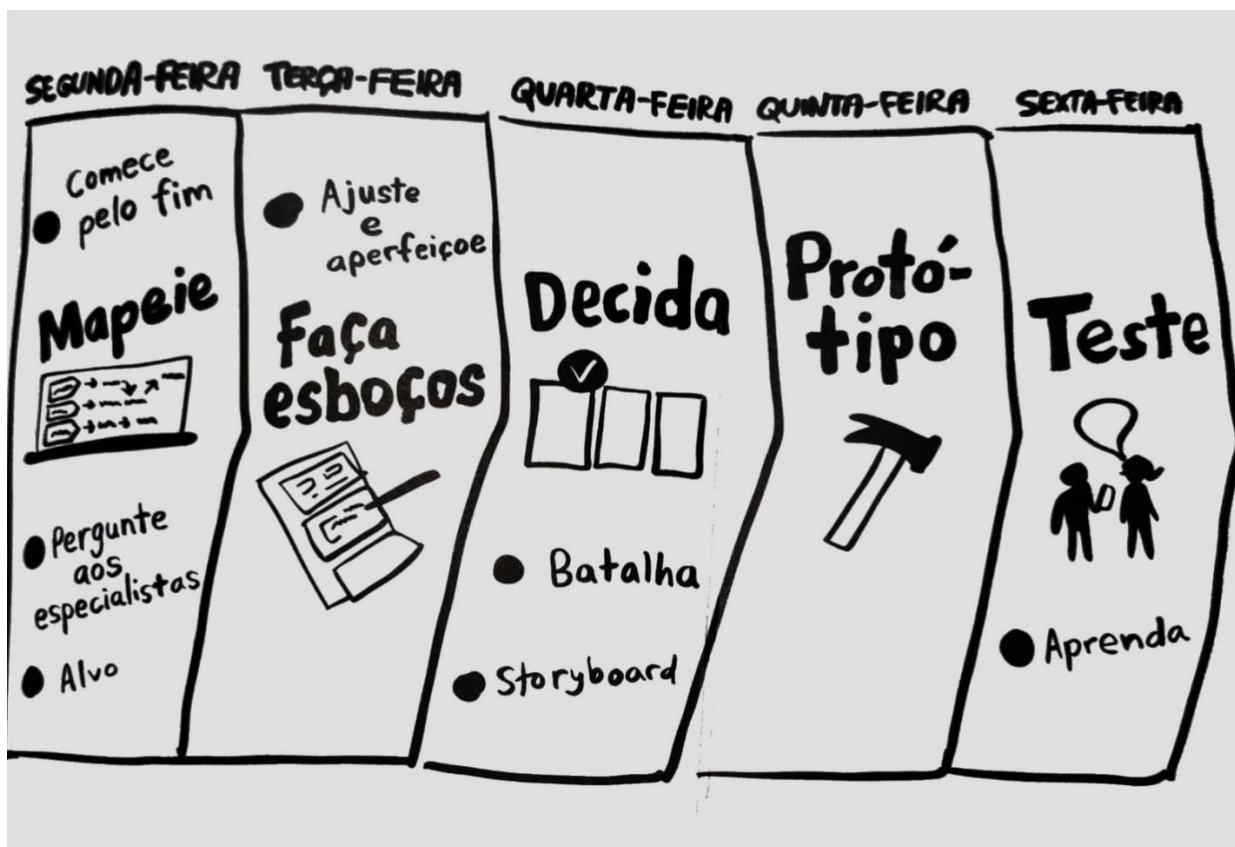 SEGUNDA-FEIRA
Comece
pelo fim
Mapeie
Pergunte
aos
especialistas
Alvo
TERÇA-FEIRA
Ajuste
e
aperfeiçoe
Faça
esboços
QUARTA-FEIRA
Decida
Batalha
Storyboard
QUINTA-FEIRA
Protó-
tipo
SEXTA-FEIRA
Teste
Aprenda